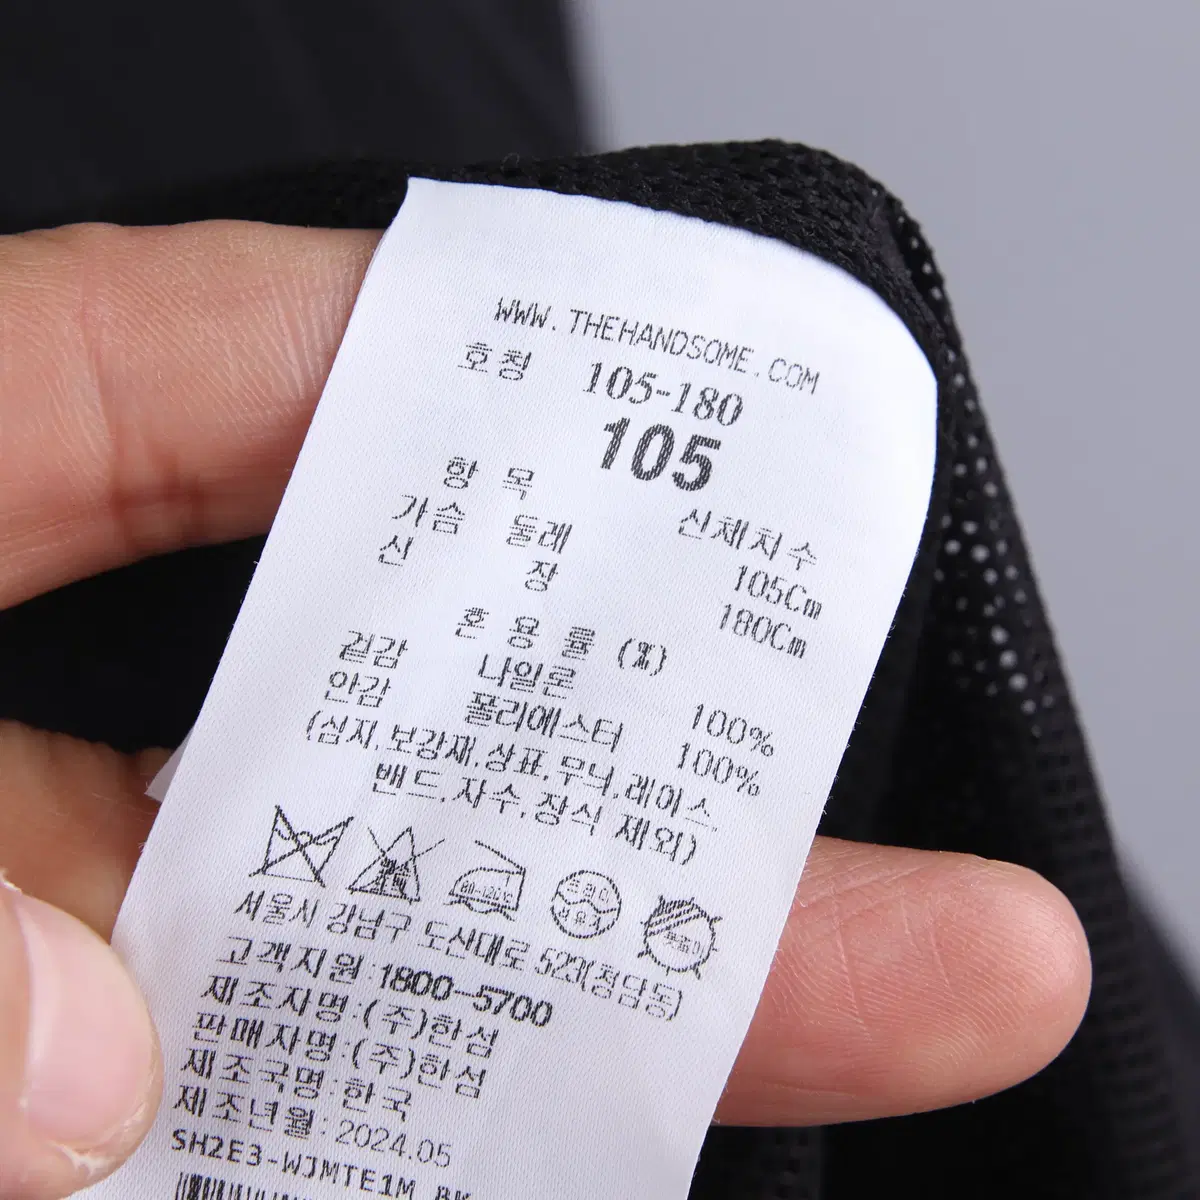 WWW.THEHANDSOME.COM
호칭 105-180
105
항 목 신체치수
가슴 둘레 105Cm
신 장 180Cm
혼 용 률 (%)
겉감 나일론 100%
안감 폴리에스터 100%
(심지,보강재,상표,무늬,레이스,
밴드,자수,장식 제외)
80-120℃
서울시 강남구 도산대로 523(청담동)
고객지원:1800-5700
제조자명:(주)한섬
판매자명:(주)한섬
제조국명:한국
제조년월:2024.05
SH2E3-WJMTE1M BK